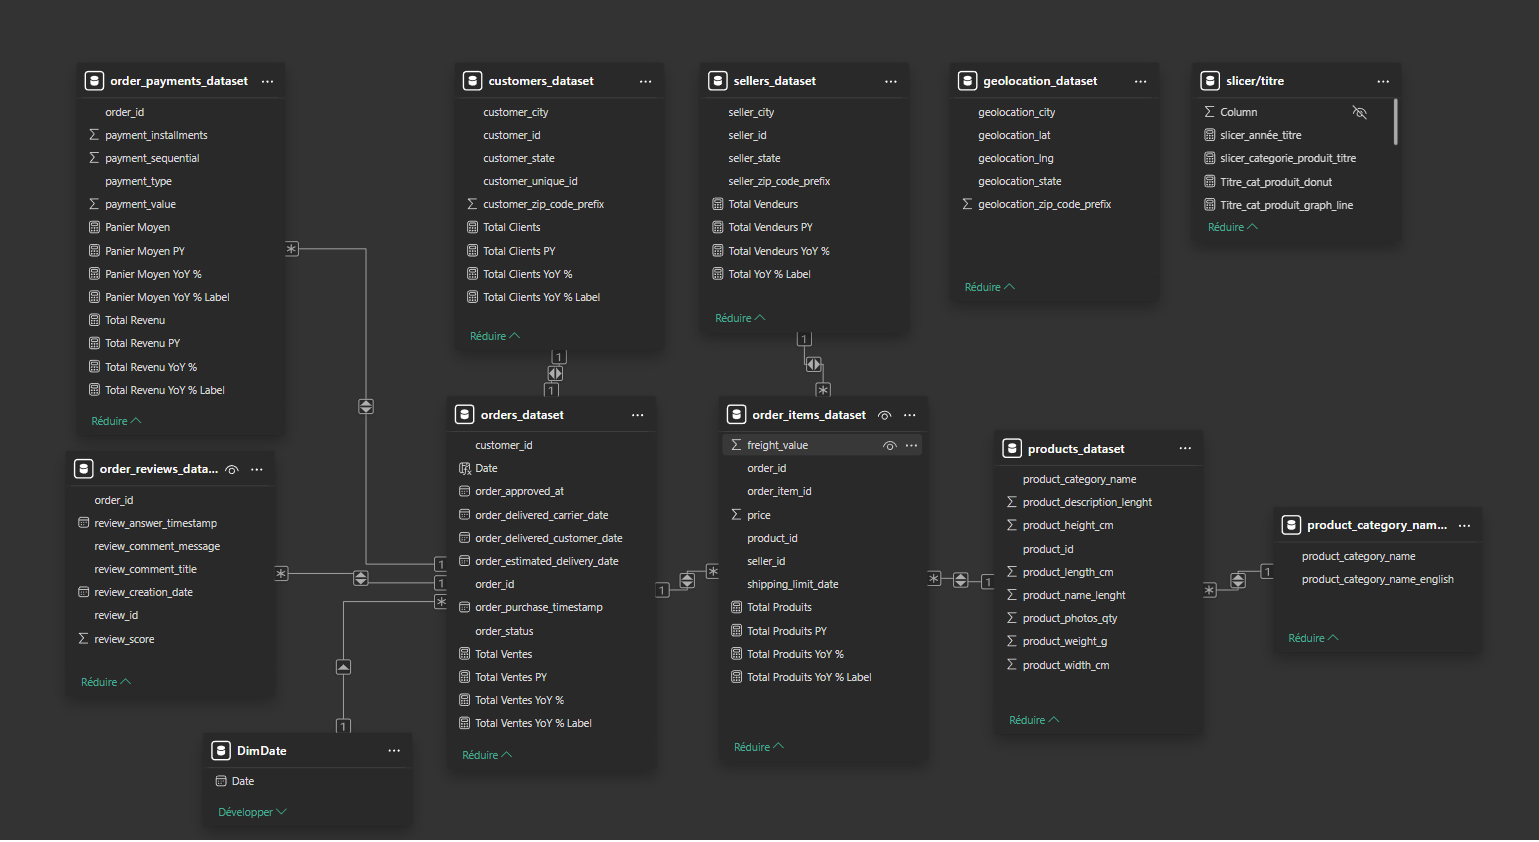 order_payments_dataset
order_id
payment_installments
payment_sequential
payment_type
payment_value
Panier Moyen
Panier Moyen PY
Panier Moyen YoY %
Panier Moyen YoY % Label
Total Revenu
Total Revenu PY
Total Revenu YoY %
Total Revenu YoY % Label
Réduire
customers_dataset
customer_city
customer_id
customer_state
customer_unique_id
customer_zip_code_prefix
Total Clients
Total Clients PY
Total Clients YoY %
Total Clients YoY % Label
Réduire
sellers_dataset
seller_city
seller_id
seller_state
seller_zip_code_prefix
Total Vendeurs
Total Vendeurs PY
Total Vendeurs YoY %
Total YoY % Label
Réduire
geolocation_dataset
geolocation_city
geolocation_lat
geolocation_lng
geolocation_state
geolocation_zip_code_prefix
Réduire
slicer/titre
Column
slicer_année_titre
slicer_categorie_produit_titre
Titre_cat_produit_donut
Titre_cat_produit_graph_line
Réduire
order_reviews_data...
order_id
review_answer_timestamp
review_comment_message
review_comment_title
review_creation_date
review_id
review_score
Réduire
orders_dataset
customer_id
Date
order_approved_at
order_delivered_carrier_date
order_delivered_customer_date
order_estimated_delivery_date
order_id
order_purchase_timestamp
order_status
Total Ventes
Total Ventes PY
Total Ventes YoY %
Total Ventes YoY % Label
Réduire
order_items_dataset
freight_value
order_id
order_item_id
price
product_id
seller_id
shipping_limit_date
Total Produits
Total Produits PY
Total Produits YoY %
Total Produits YoY % Label
Réduire
products_dataset
product_category_name
product_description_lenght
product_height_cm
product_id
product_length_cm
product_name_lenght
product_photos_qty
product_weight_g
product_width_cm
Réduire
product_category_nam...
product_category_name
product_category_name_english
Réduire
DimDate
Date
Développer
*
1
1
*
1
1
1
*
1
*
*
1
*
1
*
1